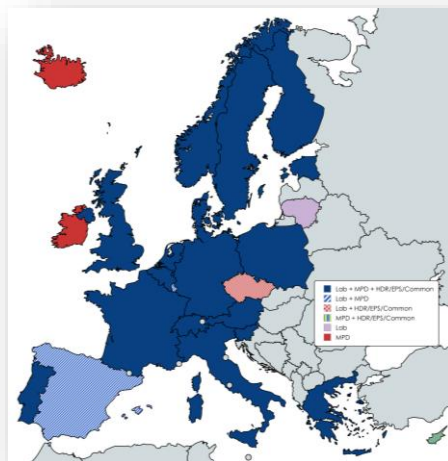 Lab + MPD + HDR/EPS/Common
Lab + MPD
Lab + HDR/EPS/Common
MPD + HDR/EPS/Common
Lab
MPD